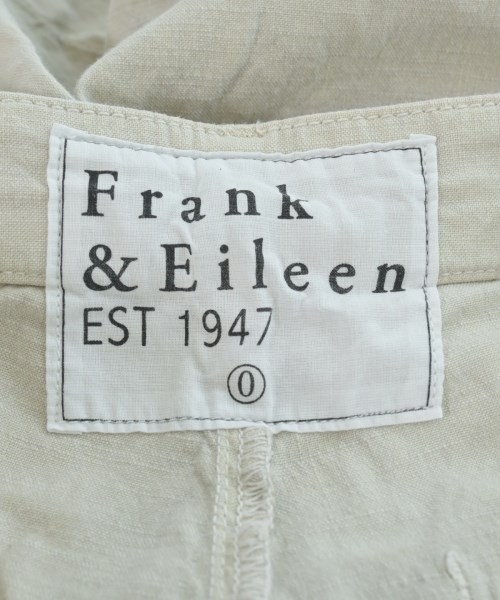 Frank
& Eileen
EST 1947
0